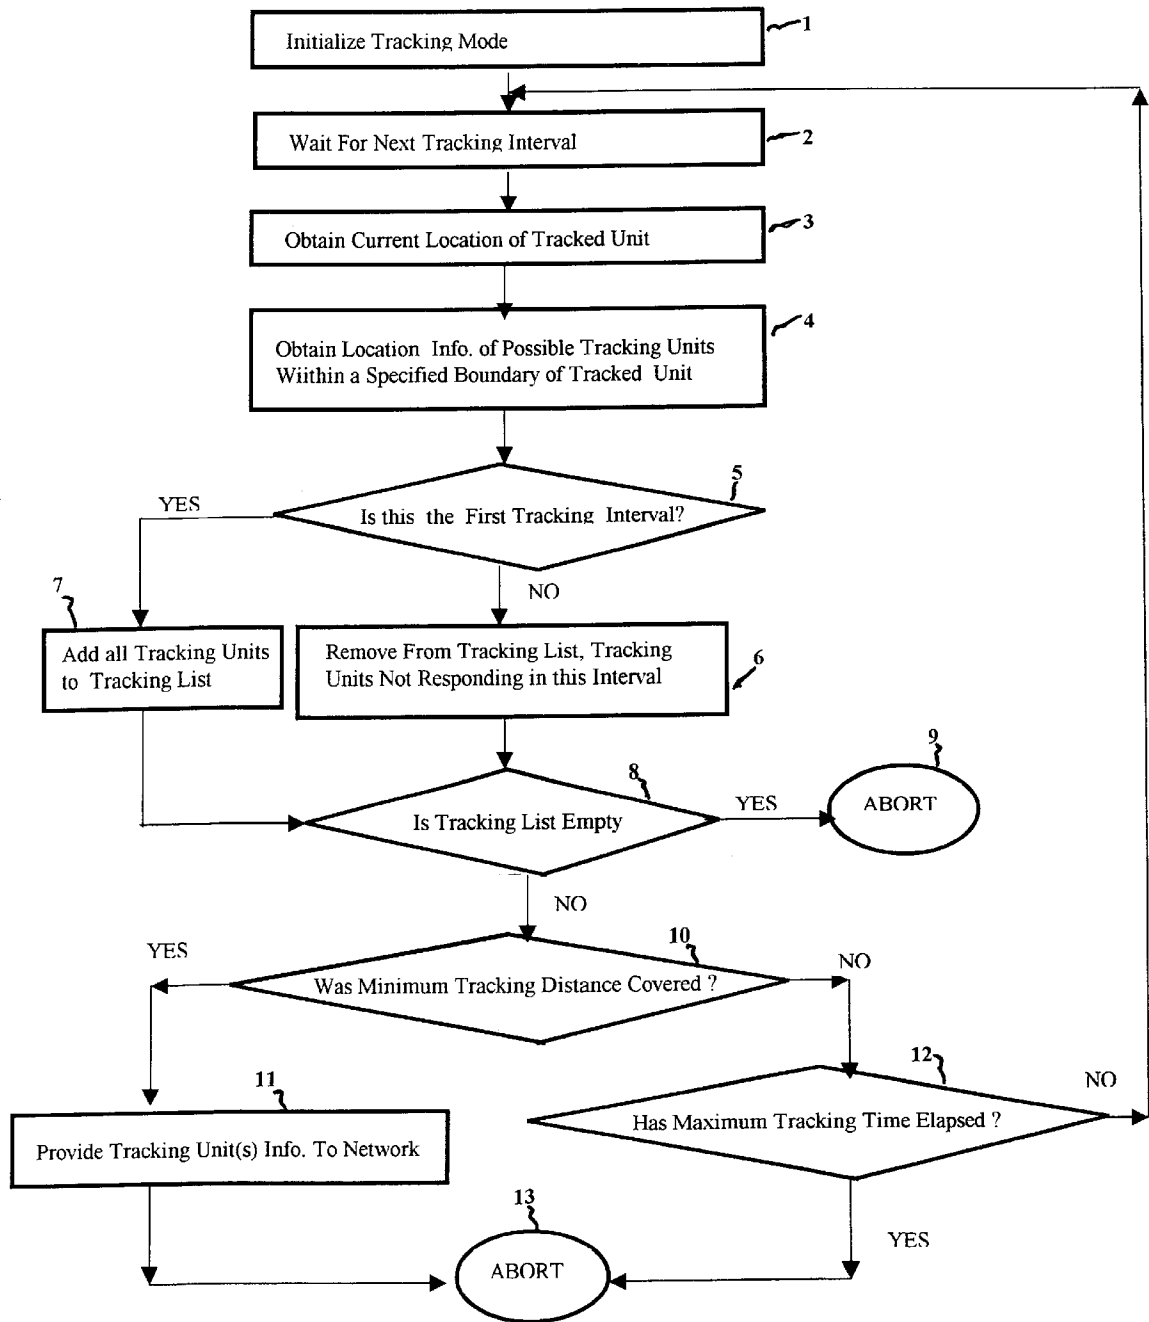 Initialize Tracking Mode
1
Wait For Next Tracking Interval
2
Obtain Current Location of Tracked Unit
3
Obtain Location Info. of Possible Tracking Units
Wiithin a Specified Boundary of Tracked Unit
4
5
YES
Is this the First Tracking Interval?
NO
7
Add all Tracking Units
to Tracking List
Remove From Tracking List, Tracking
Units Not Responding in this Interval
6
8
YES
9
ABORT
Is Tracking List Empty
NO
YES
10
NO
Was Minimum Tracking Distance Covered ?
12
NO
11
Has Maximum Tracking Time Elapsed ?
Provide Tracking Unit(s) Info. To Network
13
YES
ABORT